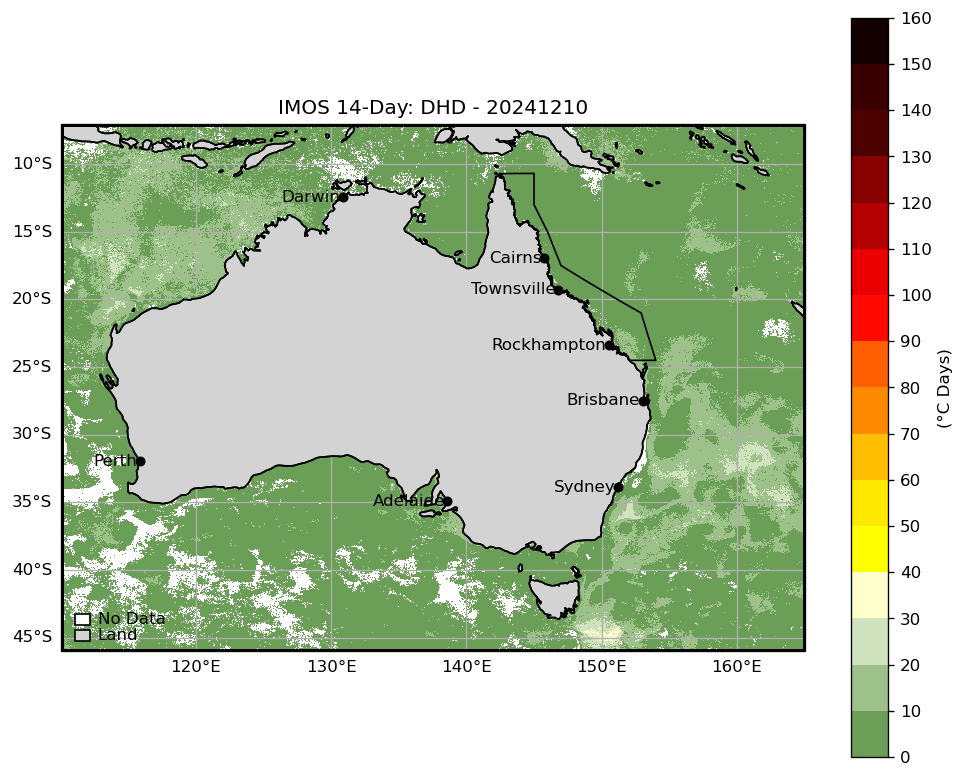 IMOS 14-Day: DHD - 20241210
160
150
140
130
120
110
100
90
80
70
60
50
40
30
20
10
0
(°C Days)
10°S
15°S
20°S
25°S
30°S
35°S
40°S
45°S
Darwin
Cairns
Townsville
Rockhampton
Brisbane
Perth
Sydney
Adelaide
No Data
Land
120°E 130°E 140°E 150°E 160°E